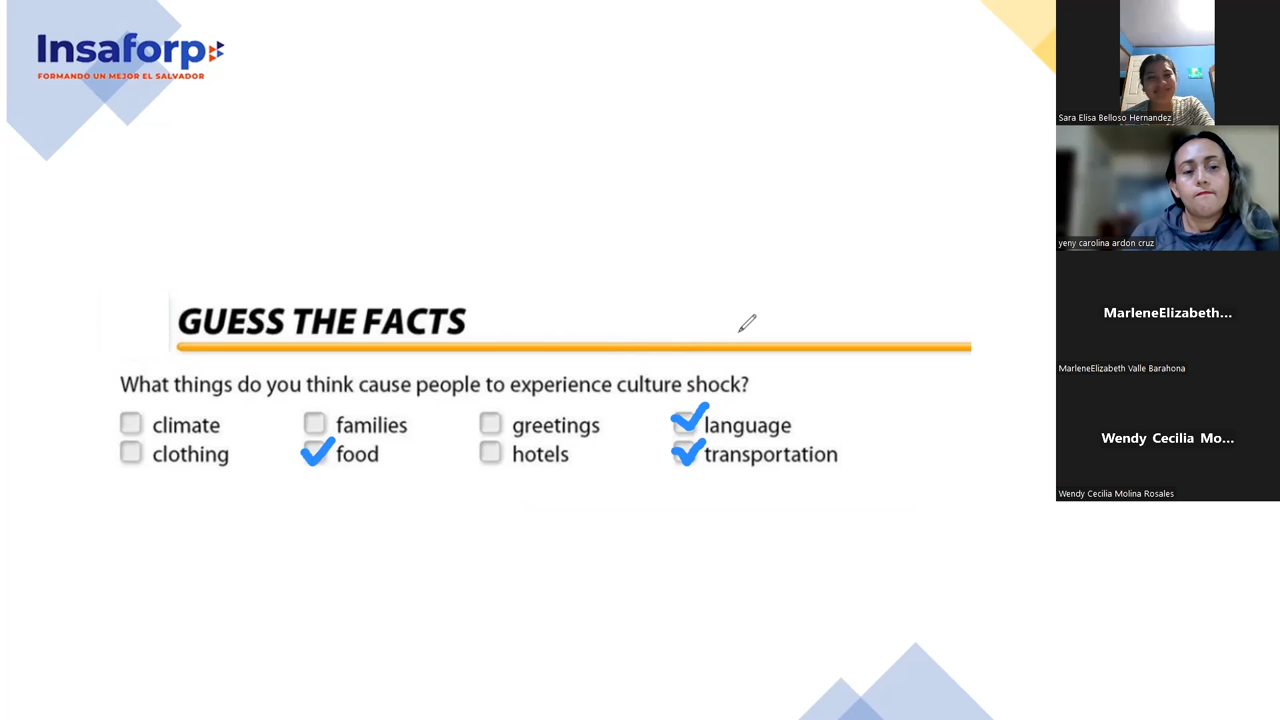 Insaforp
FORMANDO UN MEJOR EL SALVADOR
GUESS THE FACTS
What things do you think cause people to experience culture shock?
climate families greetings language
clothing food hotels transportation
Sara Elisa Belloso Hernandez
yeny carolina ardon cruz
MarleneElizabeth...
MarleneElizabeth Valle Barahona
Wendy Cecilia Mo...
Wendy Cecilia Molina Rosales